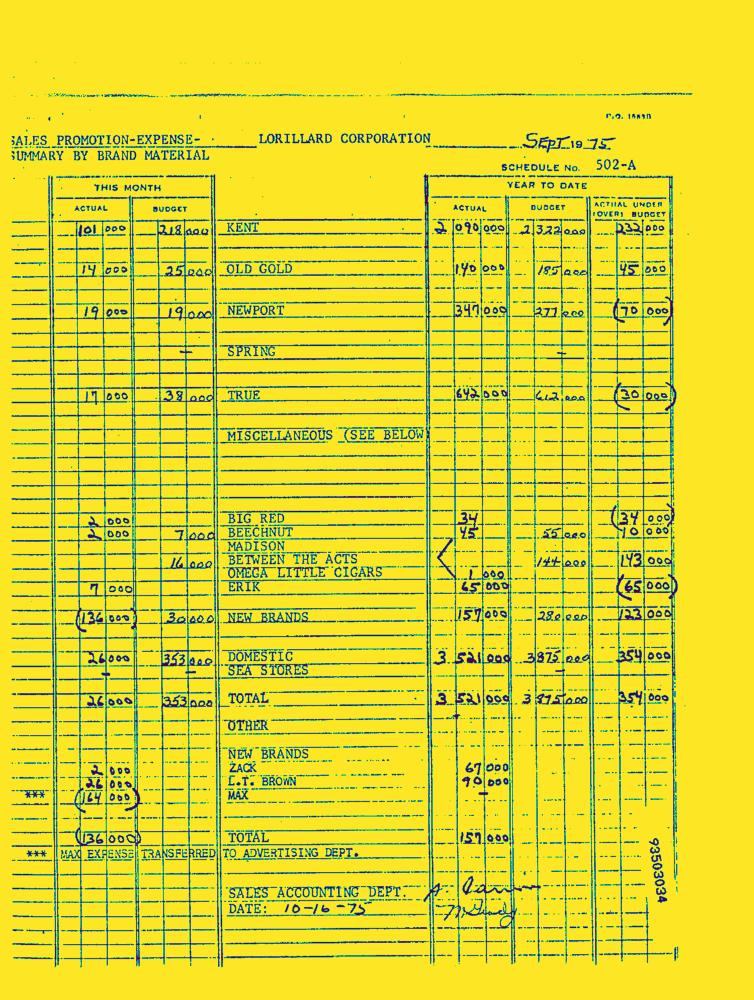 P.O. 15898
SALES PROMOTION-EXPENSE- LORILLARD CORPORATION SEPT 19 75
SUMMARY BY BRAND MATERIAL
SCHEDULE No. 502-A
THIS MONTH YEAR TO DATE
ACTUAL BUDGET ACTUAL BUDGET ACTUAL UNDER
(OVER) BUDGET
101 000 218 000 KENT 2 090 000 2 322 000 232 000
14 000 25 000 OLD GOLD 140 000 185 000 45 000
19 000 19 000 NEWPORT 347 000 277 000 (70 000)
— SPRING —
17 000 38 000 TRUE 642 000 612 000 (30 000)
MISCELLANEOUS (SEE BELOW)
2 000 BIG RED 34 (34 000)
2 000 7 000 BEECHNUT 45 55 000 10 000
MADISON
16 000 BETWEEN THE ACTS 144 000 143 000
OMEGA LITTLE CIGARS 1 000
7 000 ERIK 65 000 (65 000)
(136 000) 30 000 NEW BRANDS 157 000 280 000 123 000
26 000 353 000 DOMESTIC 3 521 000 3 875 000 354 000
— — SEA STORES —
26 000 353 000 TOTAL 3 521 000 3 875 000 354 000
OTHER
NEW BRANDS
2 000 ZACK 67 000
26 000 L.T. BROWN 90 000
*** (164 000) MAX —
(136 000) TOTAL 157 000
*** MAX EXPENSE TRANSFERRED TO ADVERTISING DEPT.
SALES ACCOUNTING DEPT.
DATE: 10-16-75
93503034